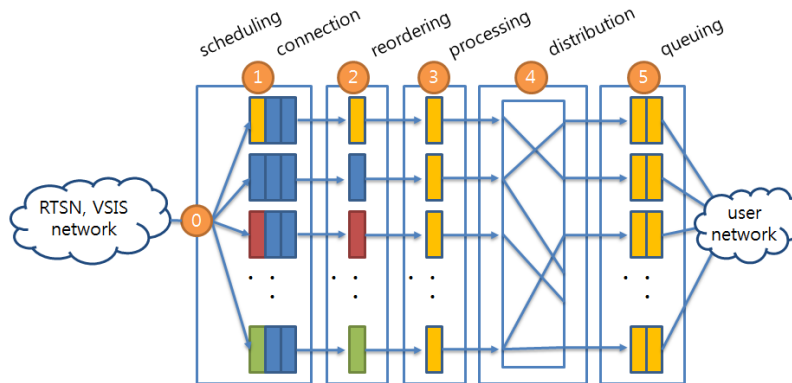 scheduling
connection
reordering
processing
distribution
queuing
1
2
3
4
5
RTSN, VSIS
network
0
user
network